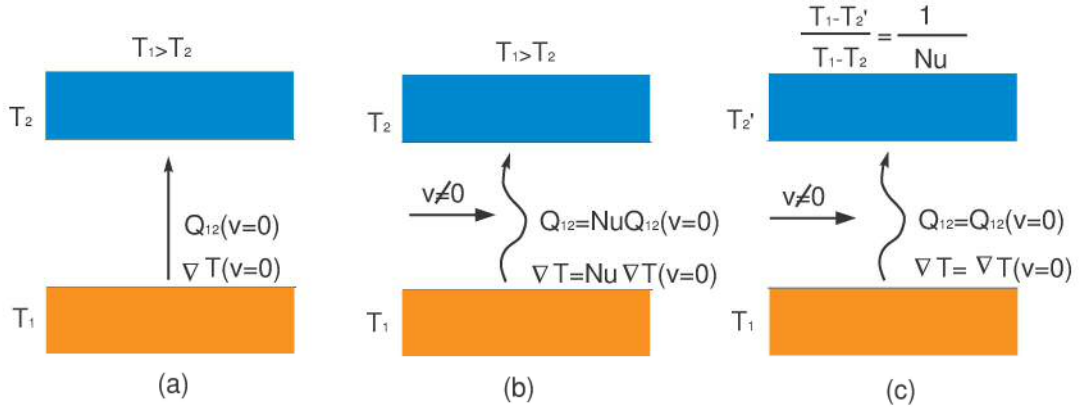 T₁>T₂
T₂
Q₁₂(v=0)
∇ T(v=0)
T₁
(a)
T₁>T₂
T₂
v≠0
Q₁₂=NuQ₁₂(v=0)
∇ T=Nu ∇ T(v=0)
T₁
(b)
T₁-T₂'
T₁-T₂
=
1
Nu
T₂'
v≠0
Q₁₂=Q₁₂(v=0)
∇ T= ∇ T(v=0)
T₁
(c)